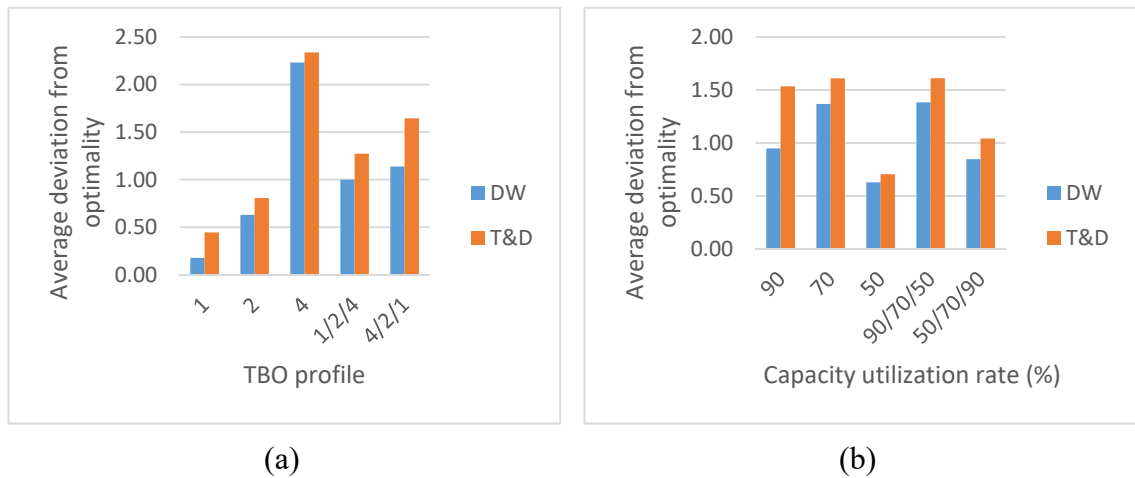 Average deviation from
optimality
2.50
2.00
1.50
1.00
0.50
0.00
1
2
4
1/2/4
4/2/1
TBO profile
DW
T&D
(a)
Average deviation from
optimality
2.00
1.50
1.00
0.50
0.00
90
70
50
90/70/50
50/70/90
Capacity utilization rate (%)
DW
T&D
(b)